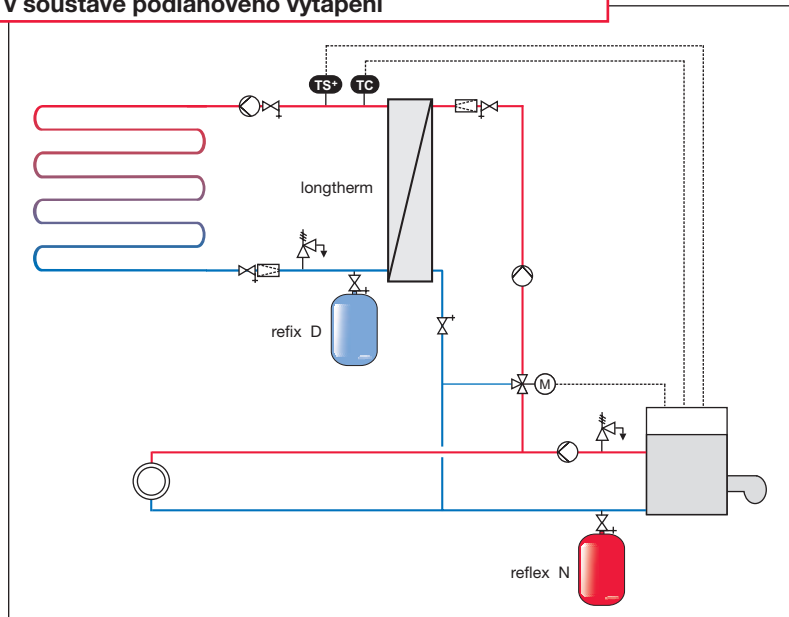 v soustavě podlahového vytápění
TS+ TC
longtherm
refix D
M
reflex N